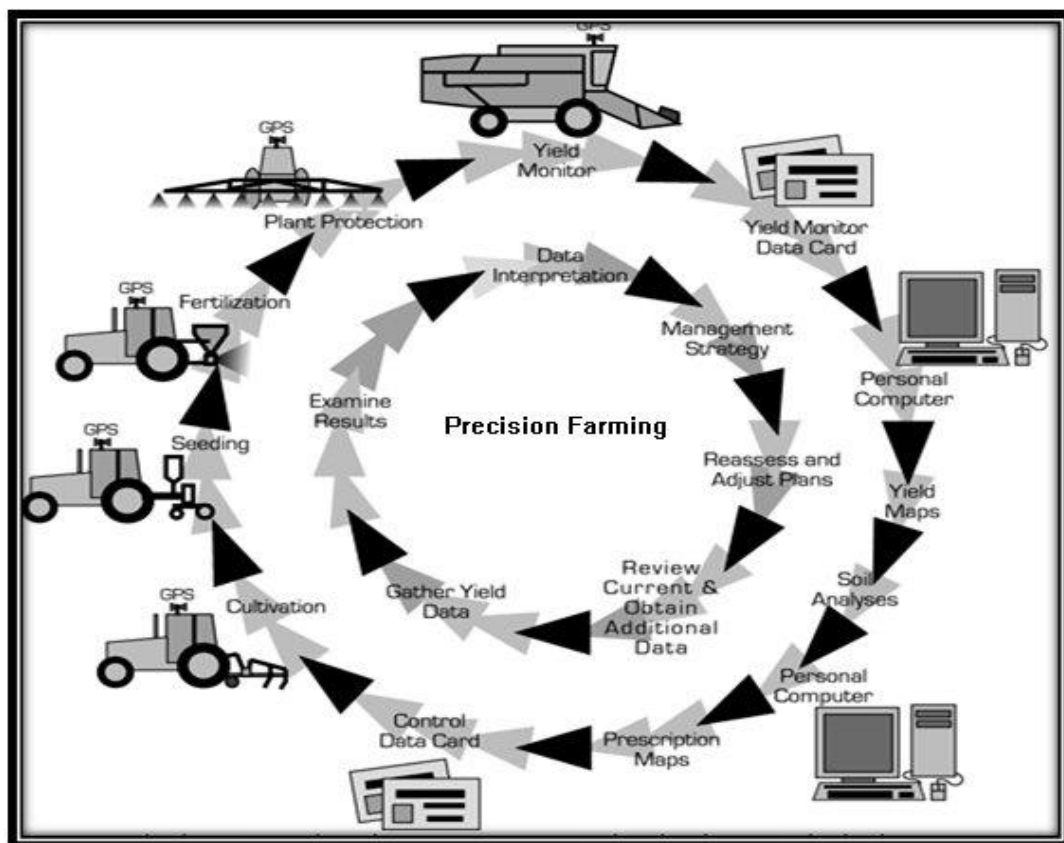 GPS
Yield
Monitor
GPS
Plant Protection
Yield Monitor
Data Card
Data
Interpretation
GPS
Fertilization
Management
Strategy
Personal
Computer
Examine
Results
Precision Farming
GPS
Seeding
Reassess and
Adjust Plans
Yield
Maps
Review
Current &
Obtain
Additional
Data
Gather Yield
Data
Soil
Analyses
GPS
Cultivation
Personal
Computer
Control
Data Card
Prescription
Maps